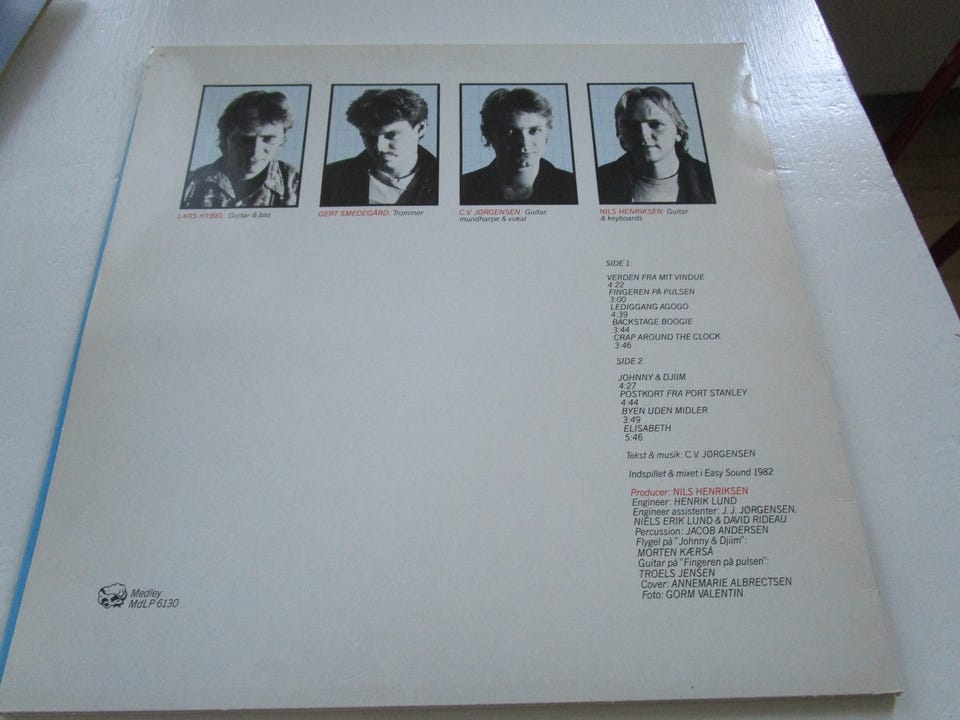 LARS HYBEL: Guitar & bas
GERT SMEDEGÅRD: Trommer
C.V. JØRGENSEN: Guitar,
mundharpe & vokal
NILS HENRIKSEN: Guitar
& keyboards
SIDE 1:
VERDEN FRA MIT VINDUE
4:22
FINGEREN PÅ PULSEN
3:00
LEDIGGANG AGOGO
4:39
BACKSTAGE BOOGIE
3:44
CRAP AROUND THE CLOCK
3:46
SIDE 2:
JOHNNY & DJIIM
4:27
POSTKORT FRA PORT STANLEY
4:44
BYEN UDEN MIDLER
3:49
ELISABETH
5:46
Tekst & musik: C.V. JØRGENSEN
Indspillet & mixet i Easy Sound 1982
Producer: NILS HENRIKSEN
Engineer: HENRIK LUND
Engineer assistenter: J.J. JØRGENSEN,
NIELS ERIK LUND & DAVID RIDEAU
Percussion: JACOB ANDERSEN
Flygel på "Johnny & Djiim":
MORTEN KÆRSÅ
Guitar på "Fingeren på pulsen":
TROELS JENSEN
Cover: ANNEMARIE ALBRECTSEN
Foto: GORM VALENTIN
Medley
MdLP 6130